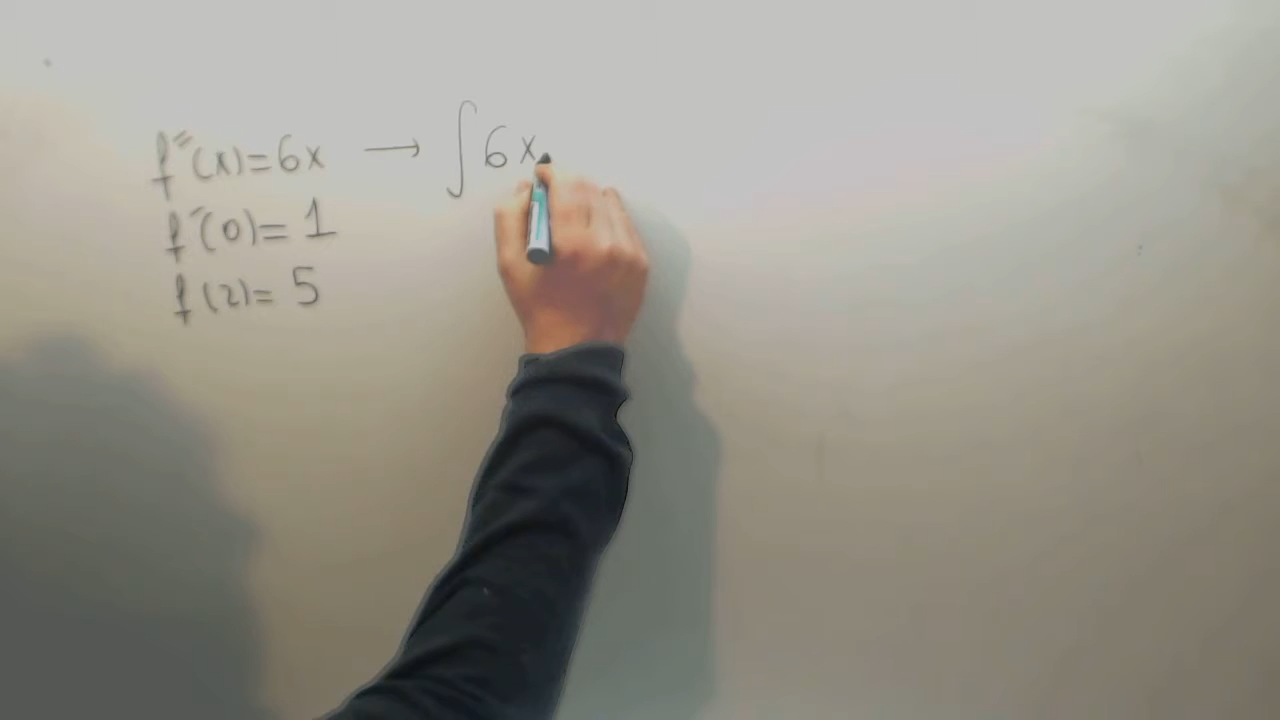 f″(x)=6x → ∫6x
f′(0)=1
f(2)=5